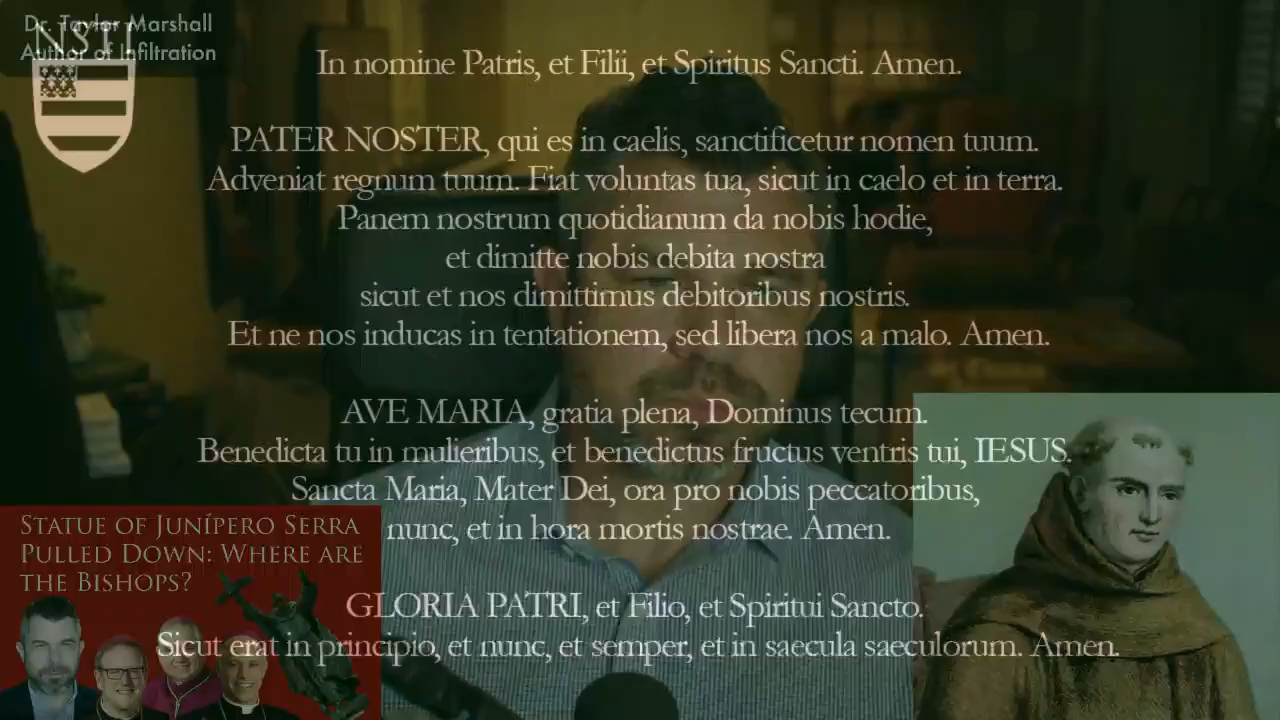 Dr. Taylor Marshall
Author of Infiltration
NSTI
In nomine Patris, et Filii, et Spiritus Sancti. Amen.
PATER NOSTER, qui es in caelis, sanctificetur nomen tuum.
Adveniat regnum tuum. Fiat voluntas tua, sicut in caelo et in terra.
Panem nostrum quotidianum da nobis hodie,
et dimitte nobis debita nostra
sicut et nos dimittimus debitoribus nostris.
Et ne nos inducas in tentationem, sed libera nos a malo. Amen.
AVE MARIA, gratia plena, Dominus tecum.
Benedicta tu in mulieribus, et benedictus fructus ventris tui, IESUS.
Sancta Maria, Mater Dei, ora pro nobis peccatoribus,
nunc, et in hora mortis nostrae. Amen.
GLORIA PATRI, et Filio, et Spiritui Sancto.
Sicut erat in principio, et nunc, et semper, et in saecula saeculorum. Amen.
STATUE OF JUNÍPERO SERRA
PULLED DOWN: WHERE ARE
THE BISHOPS?